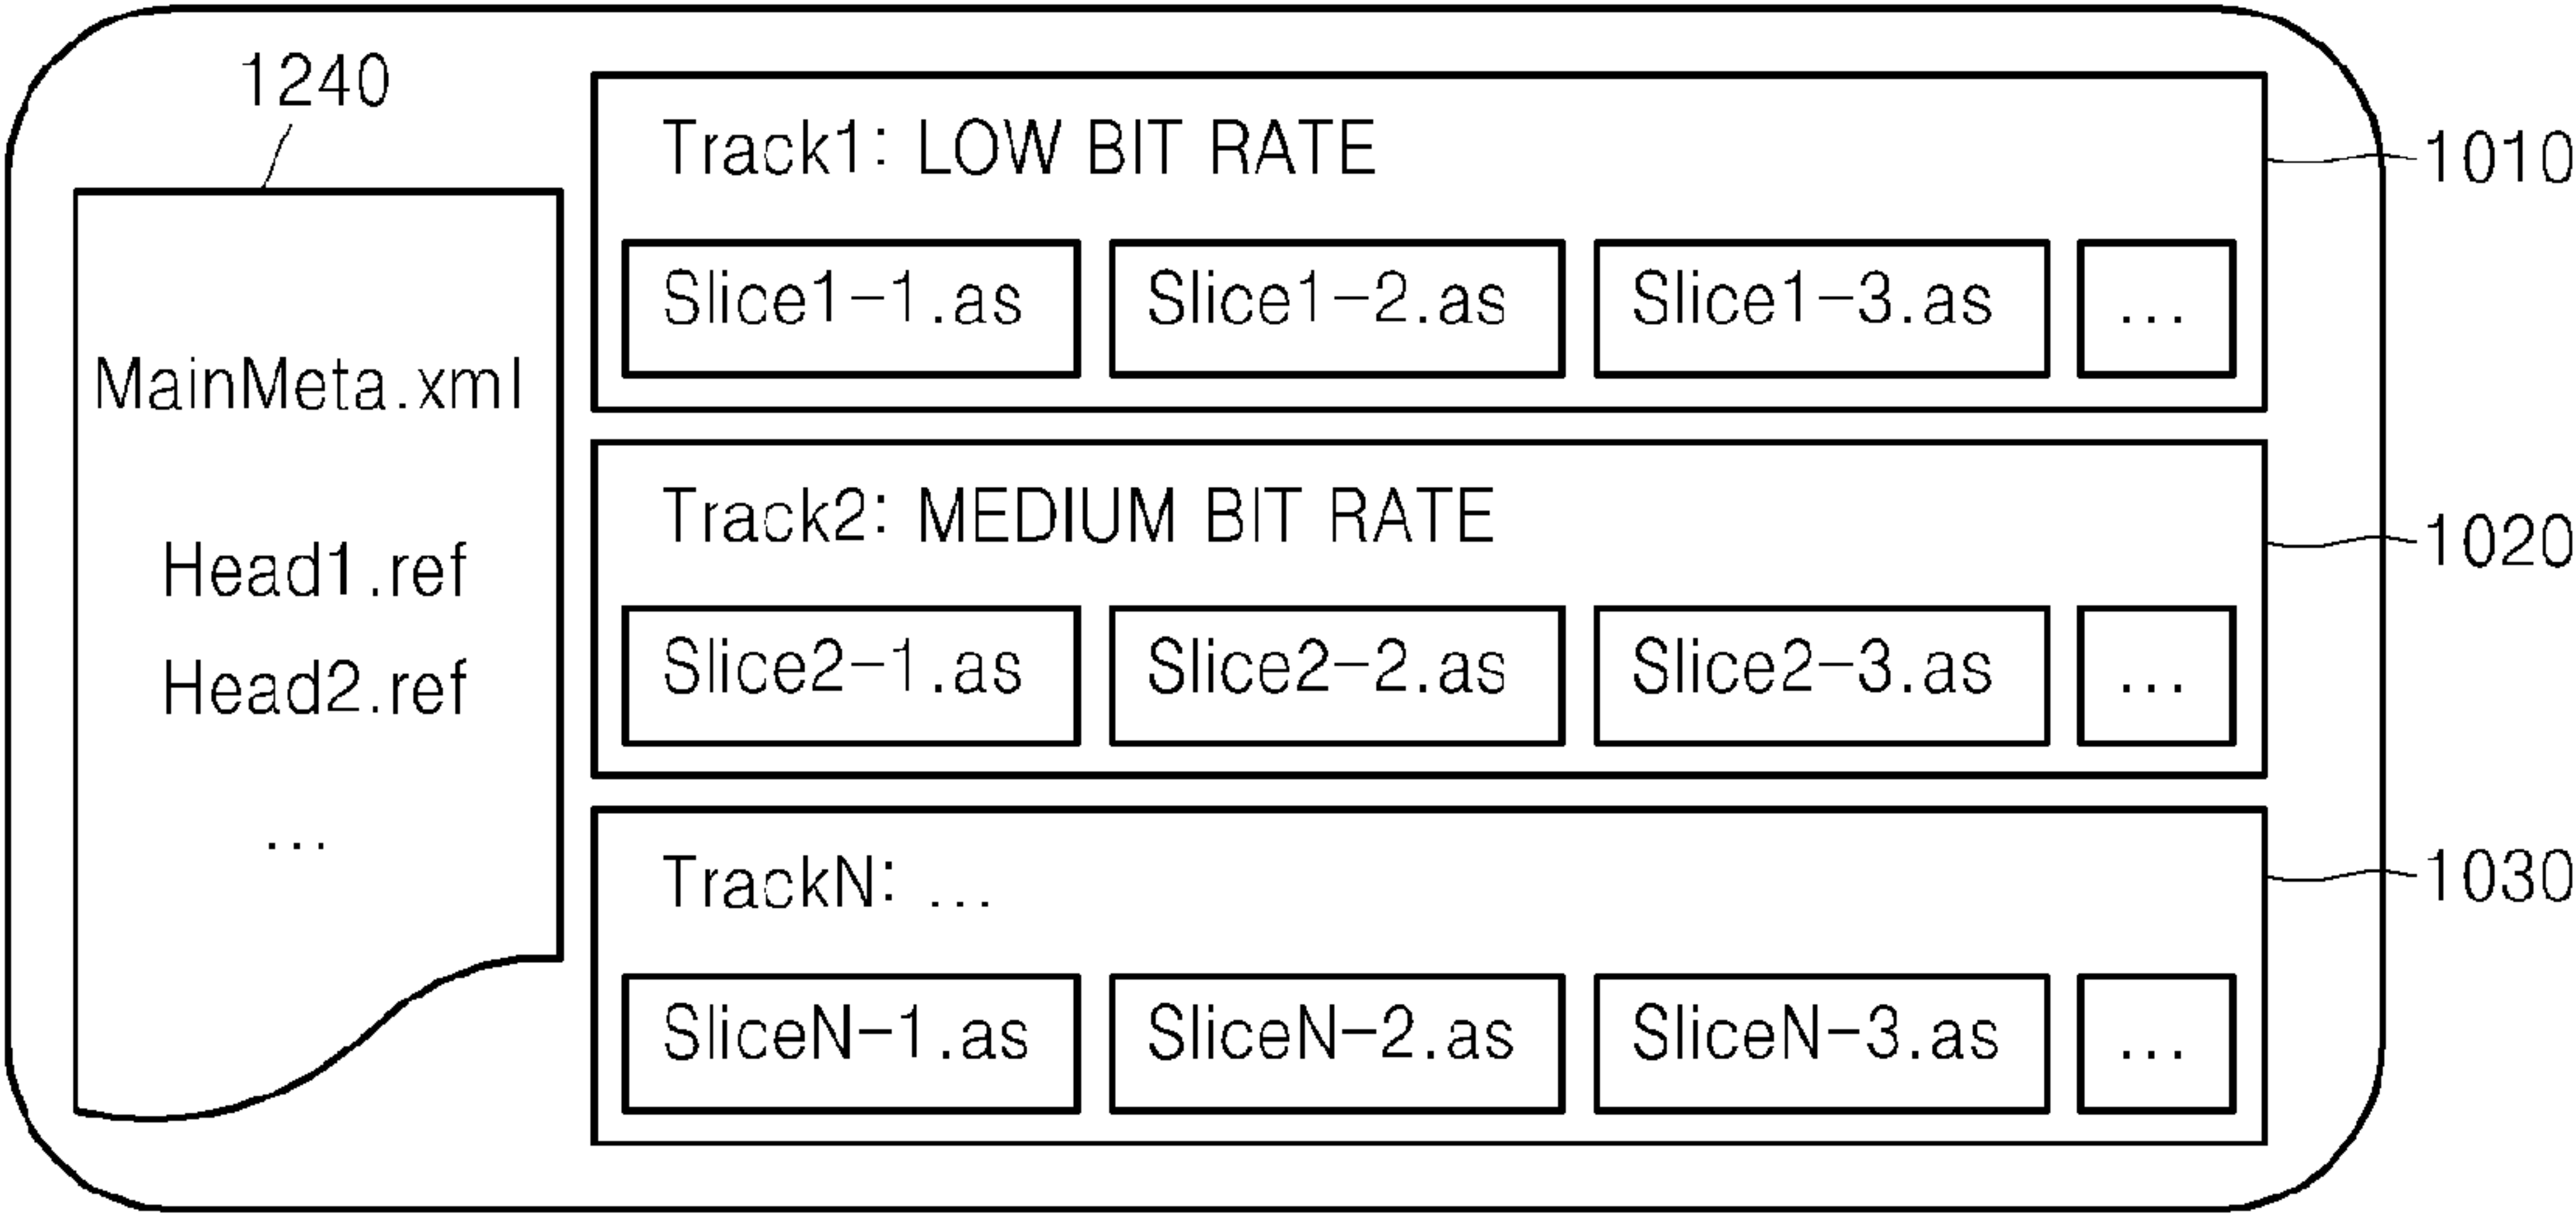 1240
MainMeta.xml
Head1.ref
Head2.ref
...
Track1: LOW BIT RATE
1010
Slice1-1.as
Slice1-2.as
Slice1-3.as
...
Track2: MEDIUM BIT RATE
1020
Slice2-1.as
Slice2-2.as
Slice2-3.as
...
TrackN: ...
1030
SliceN-1.as
SliceN-2.as
SliceN-3.as
...